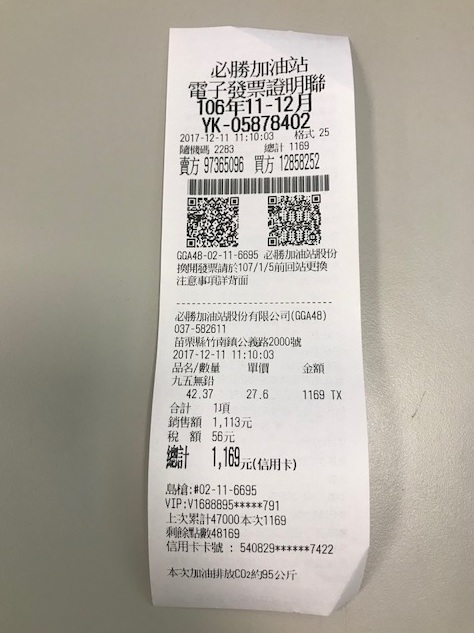 必勝加油站
電子發票證明聯
106年11-12月
YK-05878402
2017-12-11 11:10:03 格式 25
隨機碼 2283 總計 1169
賣方 97365096 買方 12858252
GGA48-02-11-6695 必勝加油站股份
換開發票請於107/1/5前回站更換
注意事項詳背面
必勝加油站股份有限公司(GGA48)
037-582611
苗栗縣竹南鎮公義路2000號
2017-12-11 11:10:03
品名/數量 單價 金額
九五無鉛
42.37 27.6 1169 TX
合計 1項
銷售額 1,113元
稅 額 56元
總計 1,169元(信用卡)
島槍:#02-11-6695
VIP:V1688895*****791
上次累計47000本次1169
剩餘點數48169
信用卡卡號 : 540829******7422
本次加油排放CO2約95公斤